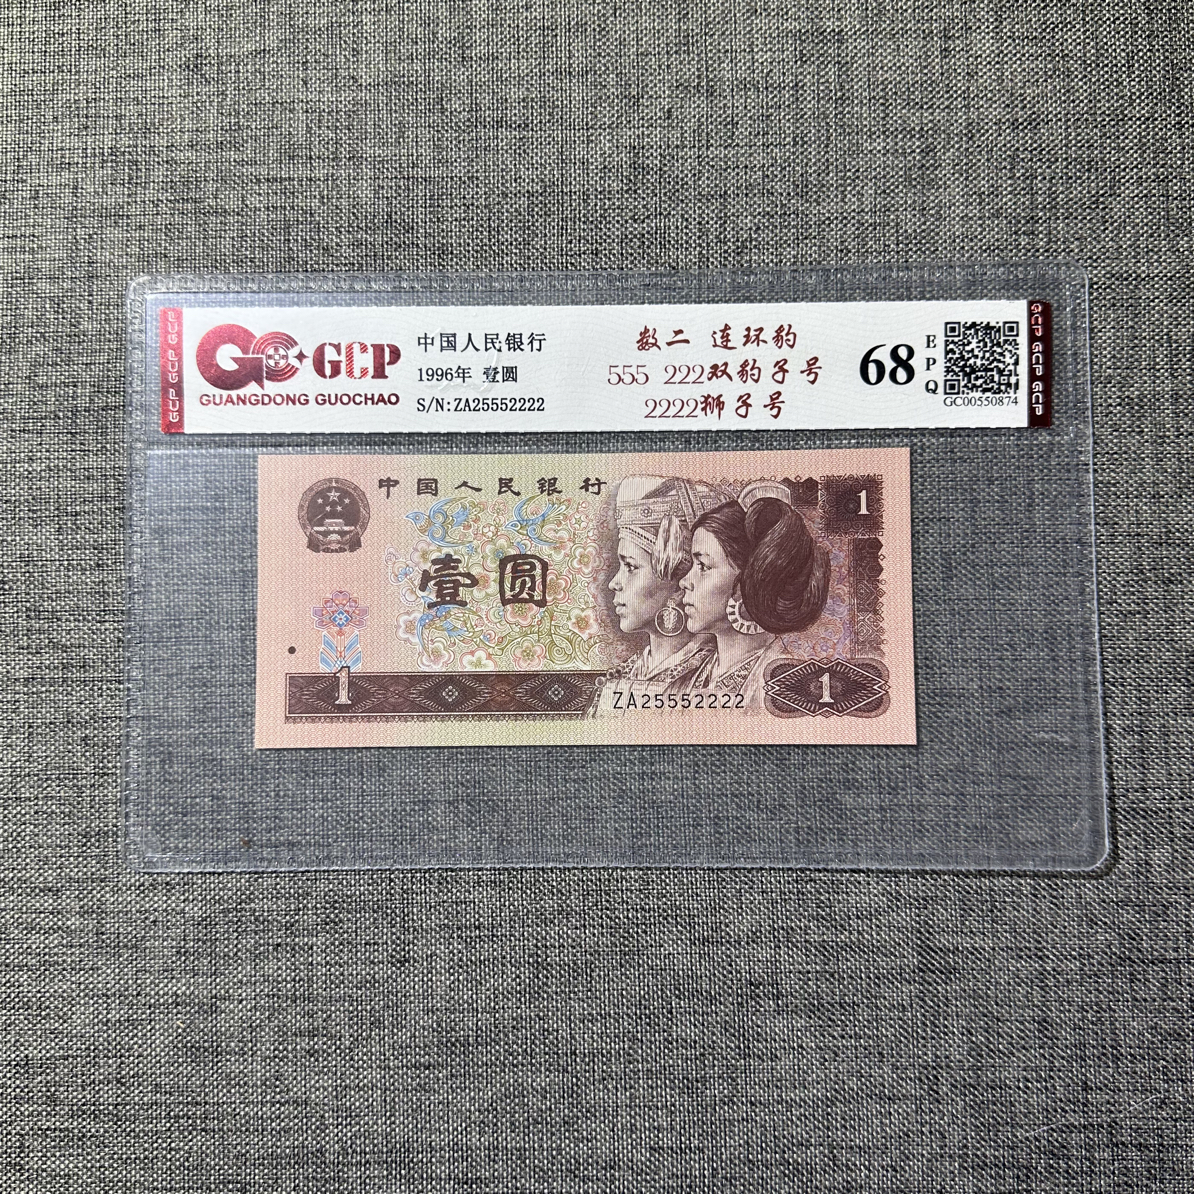 GCP GCP GCP
GCP
GUANGDONG GUOCHAO
中国人民银行
1996年 壹圆
S/N:ZA25552222
数二 连环豹
555 222双豹子号
2222狮子号
68
EPQ
GC00550874
GCP GCP GCP
中国人民银行
壹圆
1
1
1
ZA25552222